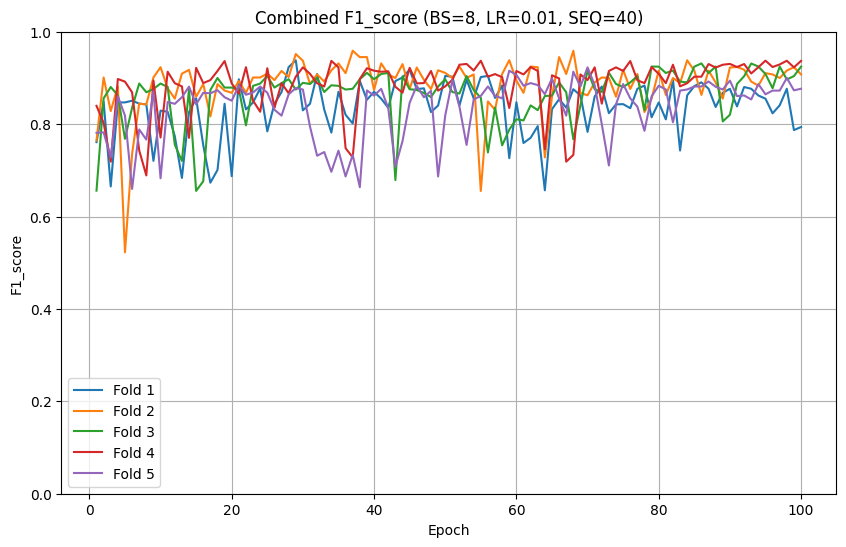 Combined F1_score (BS=8, LR=0.01, SEQ=40)
1.0
0.8
0.6
0.4
0.2
0.0
F1_score
Fold 1
Fold 2
Fold 3
Fold 4
Fold 5
0 20 40 60 80 100
Epoch